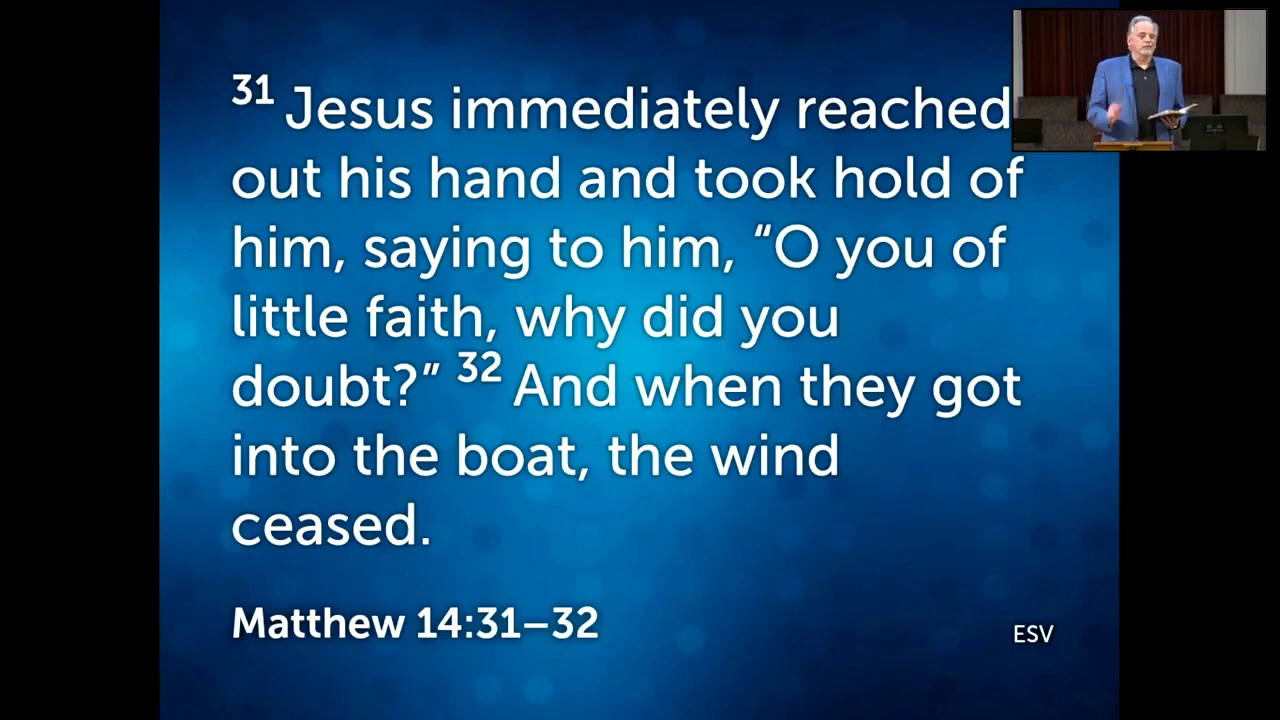 31 Jesus immediately reached
out his hand and took hold of
him, saying to him, “O you of
little faith, why did you
doubt?” 32 And when they got
into the boat, the wind
ceased.
Matthew 14:31–32
ESV